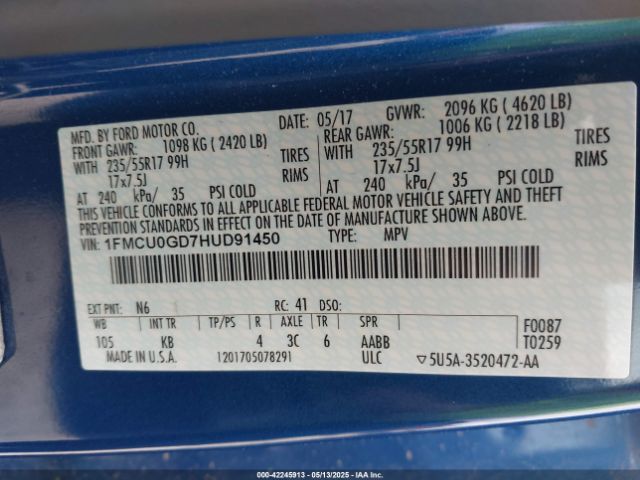 MFD. BY FORD MOTOR CO. DATE: 05/17 GVWR: 2096 KG ( 4620 LB)
FRONT GAWR: 1098 KG ( 2420 LB) REAR GAWR: 1006 KG ( 2218 LB)
WITH 235/55R17 99H TIRES WITH 235/55R17 99H TIRES
17x7.5J RIMS 17x7.5J RIMS
AT 240 kPa/ 35 PSI COLD AT 240 kPa/ 35 PSI COLD
THIS VEHICLE CONFORMS TO ALL APPLICABLE FEDERAL MOTOR VEHICLE SAFETY AND THEFT
PREVENTION STANDARDS IN EFFECT ON THE DATE OF MANUFACTURE SHOWN ABOVE.
VIN: 1FMCU0GD7HUD91450 TYPE: MPV
EXT PNT: N6 RC: 41 DSO:
WB INT TR TP/PS R AXLE TR SPR F0087
105 KB 4 3C 6 AABB T0259
MADE IN U.S.A. 1201705078291 ULC ▽5U5A-3520472-AA
000-42245913 - 05/13/2025 - IAA, Inc.